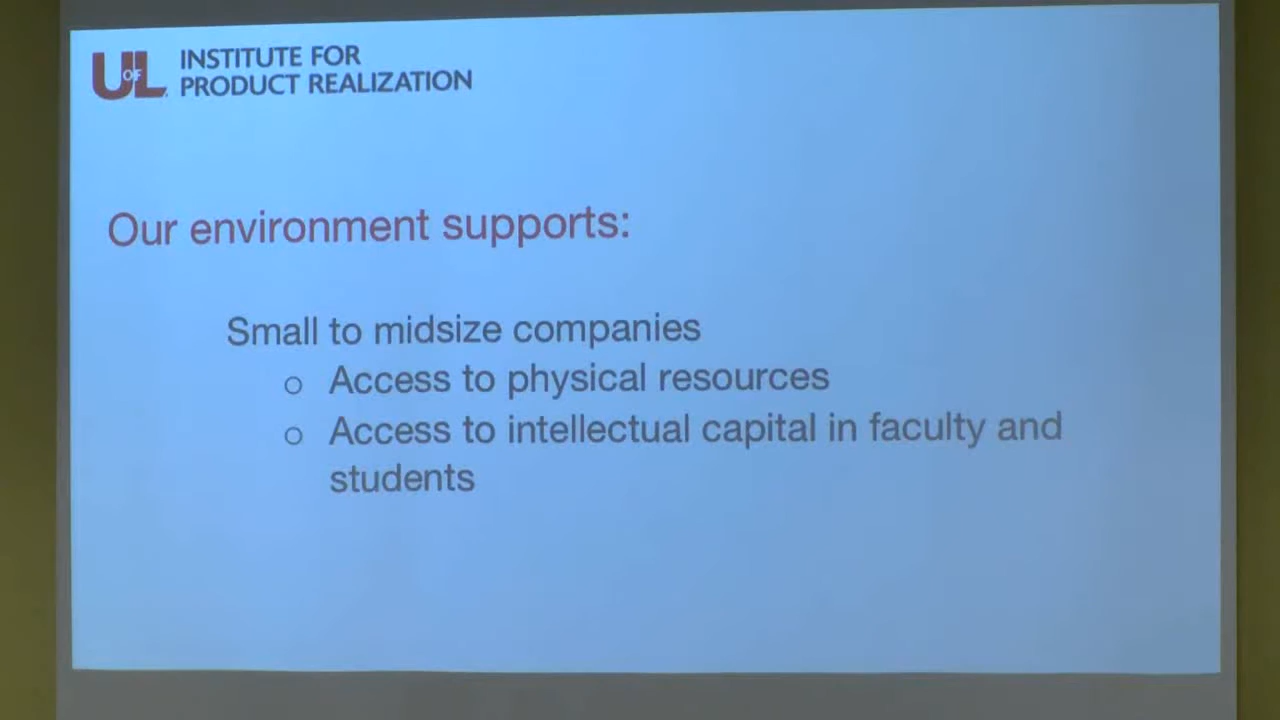 UOFL INSTITUTE FOR
PRODUCT REALIZATION
Our environment supports:
Small to midsize companies
o Access to physical resources
o Access to intellectual capital in faculty and
students